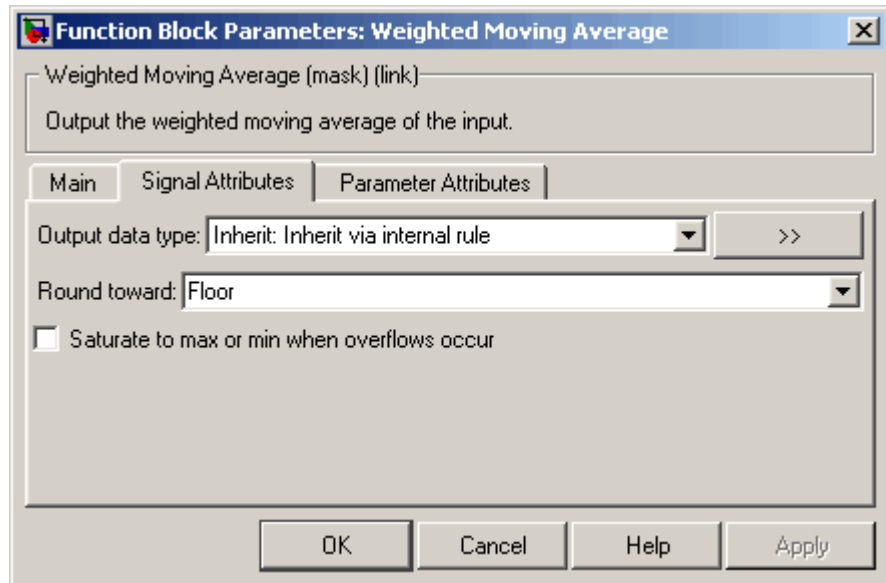 Function Block Parameters: Weighted Moving Average
Weighted Moving Average (mask) (link)
Output the weighted moving average of the input.
Main Signal Attributes Parameter Attributes
Output data type: Inherit: Inherit via internal rule >>
Round toward: Floor
Saturate to max or min when overflows occur
OK Cancel Help Apply